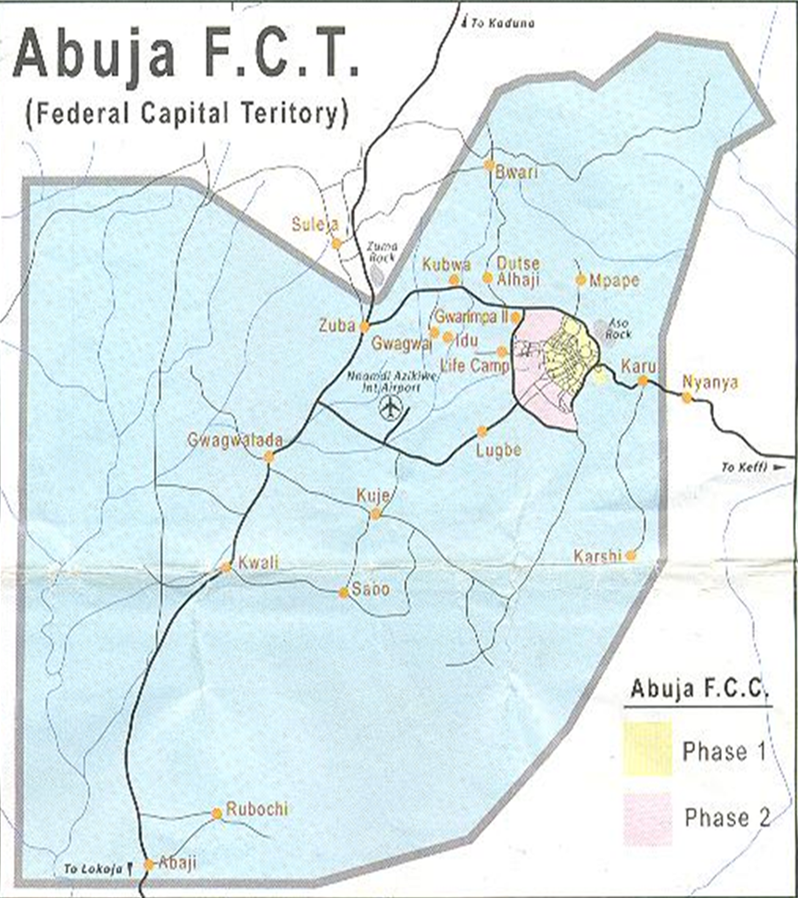 To Kaduna
Abuja F.C.T.
(Federal Capital Teritory)
Bwari
Suleja
Zuma
Rock
Kubwa
Dutse
Alhaji
Mpape
Zuba
Gwarimpa II
Gwagwa
Idu
Aso
Rock
Life Camp
Karu
Nyanya
Nnamdi Azikiwe
Int. Airport
Gwagwalada
Lugbe
To Keffi
Kuje
Karshi
Kwali
Sabo
Abuja F.C.C.
Phase 1
Phase 2
Rubochi
Abaji
To Lokoja